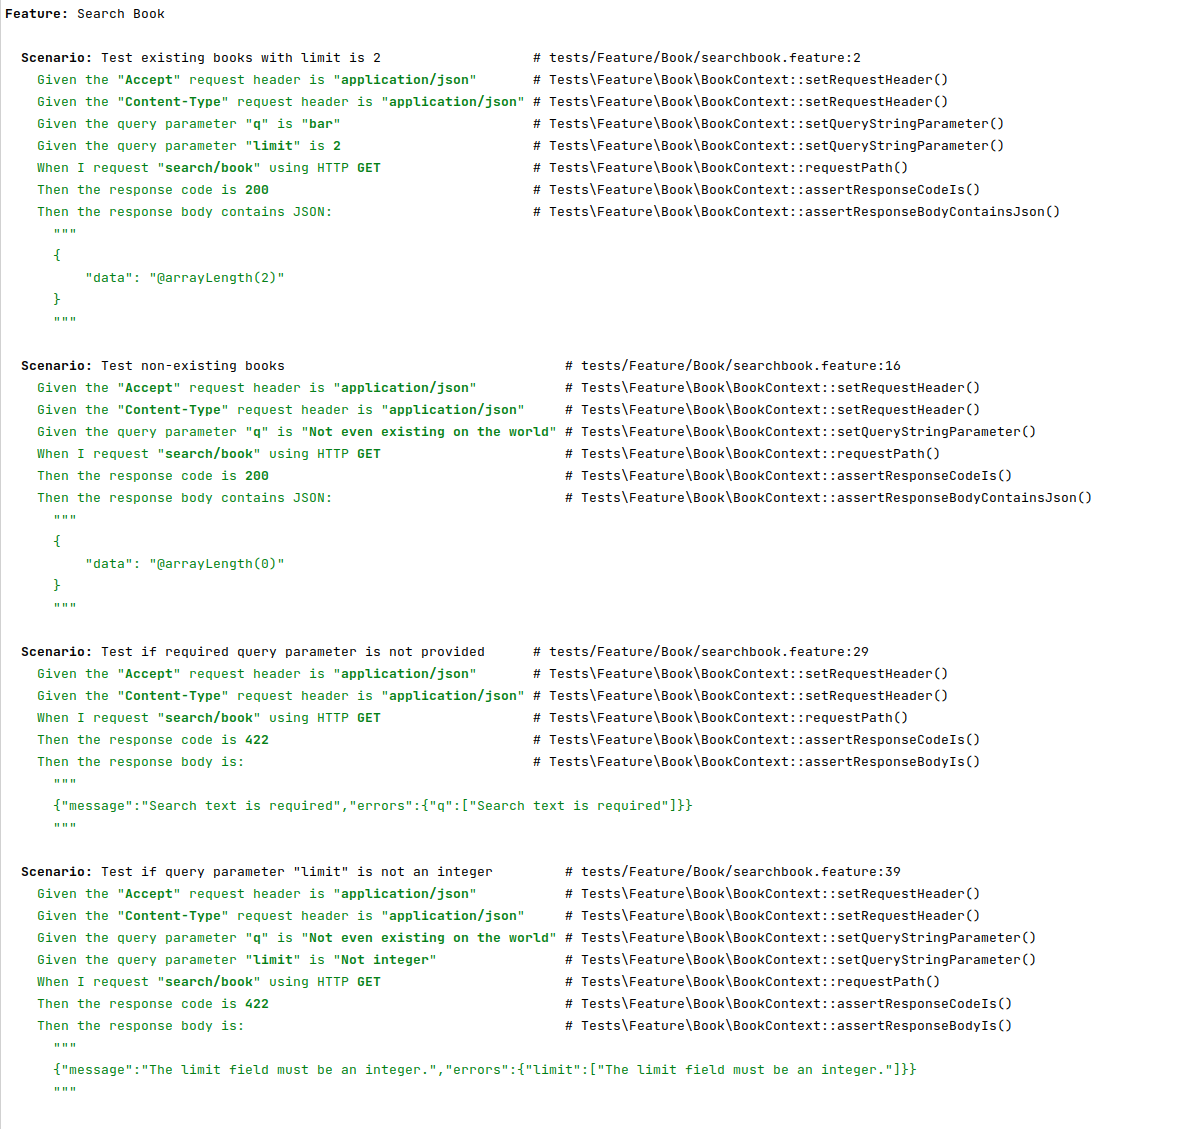 Feature: Search Book
Scenario: Test existing books with limit is 2 # tests/Feature/Book/searchbook.feature:2
Given the "Accept" request header is "application/json" # Tests\Feature\Book\BookContext::setRequestHeader()
Given the "Content-Type" request header is "application/json" # Tests\Feature\Book\BookContext::setRequestHeader()
Given the query parameter "q" is "bar" # Tests\Feature\Book\BookContext::setQueryStringParameter()
Given the query parameter "limit" is 2 # Tests\Feature\Book\BookContext::setQueryStringParameter()
When I request "search/book" using HTTP GET # Tests\Feature\Book\BookContext::requestPath()
Then the response code is 200 # Tests\Feature\Book\BookContext::assertResponseCodeIs()
Then the response body contains JSON: # Tests\Feature\Book\BookContext::assertResponseBodyContainsJson()
"""
{
"data": "@arrayLength(2)"
}
"""
Scenario: Test non-existing books # tests/Feature/Book/searchbook.feature:16
Given the "Accept" request header is "application/json" # Tests\Feature\Book\BookContext::setRequestHeader()
Given the "Content-Type" request header is "application/json" # Tests\Feature\Book\BookContext::setRequestHeader()
Given the query parameter "q" is "Not even existing on the world" # Tests\Feature\Book\BookContext::setQueryStringParameter()
When I request "search/book" using HTTP GET # Tests\Feature\Book\BookContext::requestPath()
Then the response code is 200 # Tests\Feature\Book\BookContext::assertResponseCodeIs()
Then the response body contains JSON: # Tests\Feature\Book\BookContext::assertResponseBodyContainsJson()
"""
{
"data": "@arrayLength(0)"
}
"""
Scenario: Test if required query parameter is not provided # tests/Feature/Book/searchbook.feature:29
Given the "Accept" request header is "application/json" # Tests\Feature\Book\BookContext::setRequestHeader()
Given the "Content-Type" request header is "application/json" # Tests\Feature\Book\BookContext::setRequestHeader()
When I request "search/book" using HTTP GET # Tests\Feature\Book\BookContext::requestPath()
Then the response code is 422 # Tests\Feature\Book\BookContext::assertResponseCodeIs()
Then the response body is: # Tests\Feature\Book\BookContext::assertResponseBodyIs()
"""
{"message":"Search text is required","errors":{"q":["Search text is required"]}}
"""
Scenario: Test if query parameter "limit" is not an integer # tests/Feature/Book/searchbook.feature:39
Given the "Accept" request header is "application/json" # Tests\Feature\Book\BookContext::setRequestHeader()
Given the "Content-Type" request header is "application/json" # Tests\Feature\Book\BookContext::setRequestHeader()
Given the query parameter "q" is "Not even existing on the world" # Tests\Feature\Book\BookContext::setQueryStringParameter()
Given the query parameter "limit" is "Not integer" # Tests\Feature\Book\BookContext::setQueryStringParameter()
When I request "search/book" using HTTP GET # Tests\Feature\Book\BookContext::requestPath()
Then the response code is 422 # Tests\Feature\Book\BookContext::assertResponseCodeIs()
Then the response body is: # Tests\Feature\Book\BookContext::assertResponseBodyIs()
"""
{"message":"The limit field must be an integer.","errors":{"limit":["The limit field must be an integer."]}}
"""